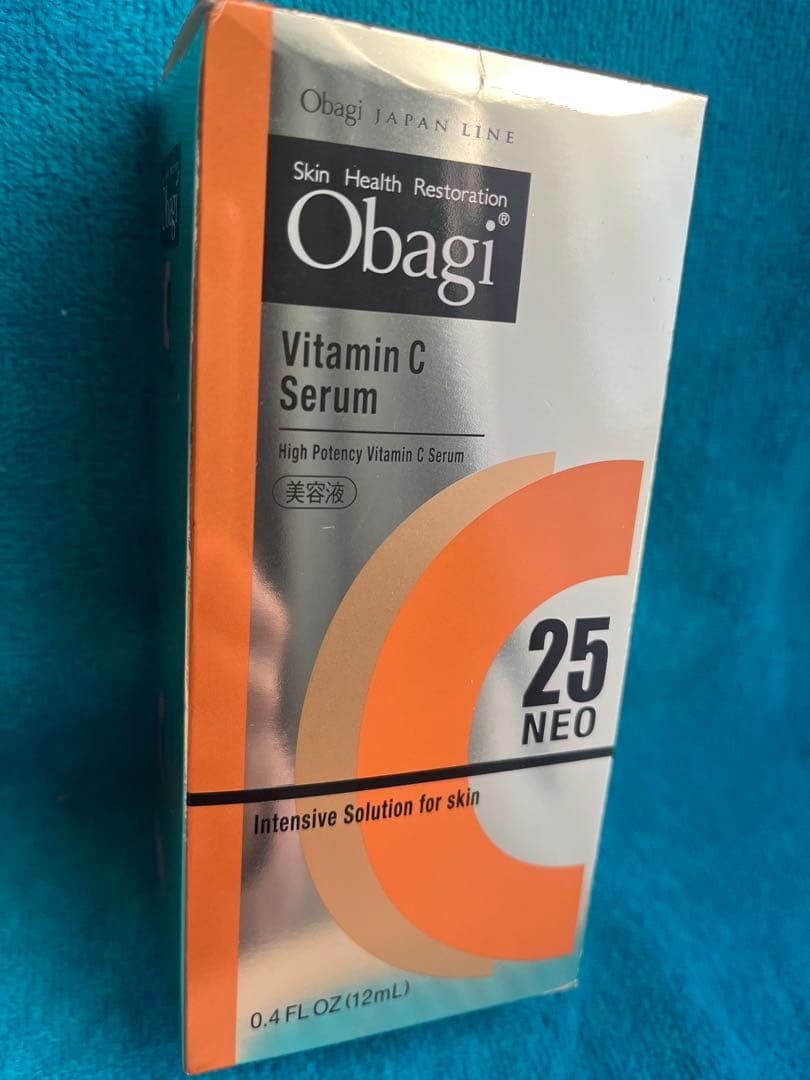 Obagi JAPAN LINE
Skin Health Restoration
Obagi®
Vitamin C
Serum
High Potency Vitamin C Serum
美容液
25
NEO
Intensive Solution for skin
0.4 FL OZ (12mL)
Obagi